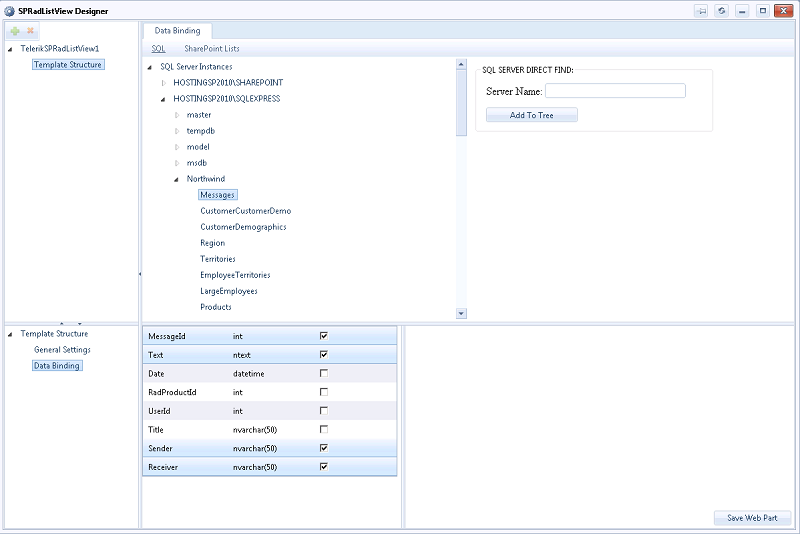 SPRadListView Designer
TelerikSPRadListView1
Template Structure
Data Binding
SQL SharePoint Lists
SQL Server Instances
HOSTINGSP2010\SHAREPOINT
HOSTINGSP2010\SQLEXPRESS
master
tempdb
model
msdb
Northwind
Messages
CustomerCustomerDemo
CustomerDemographics
Region
Territories
EmployeeTerritories
LargeEmployees
Products
SQL SERVER DIRECT FIND:
Server Name:
Add To Tree
Template Structure
General Settings
Data Binding
MessageId int
Text ntext
Date datetime
RadProductId int
UserId int
Title nvarchar(50)
Sender nvarchar(50)
Receiver nvarchar(50)
Save Web Part